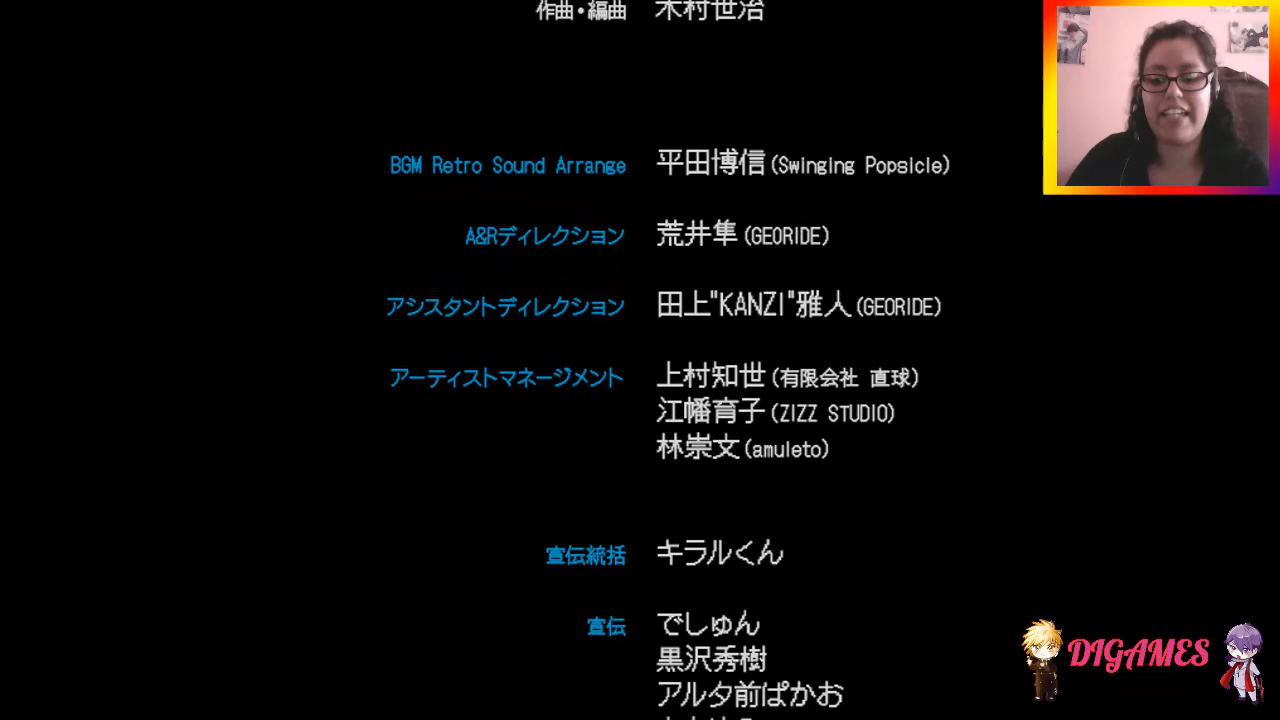 作曲・編曲 木村世治
BGM Retro Sound Arrange 平田博信(Swinging Popsicle)
A&Rディレクション 荒井隼(GEORIDE)
アシスタントディレクション 田上"KANZI"雅人(GEORIDE)
アーティストマネージメント 上村知世(有限会社 直球)
江幡育子(ZIZZ STUDIO)
林崇文(amuleto)
宣伝統括 キラルくん
宣伝 でしゅん
黒沢秀樹
アルタ前ぱかお
DIGAMES